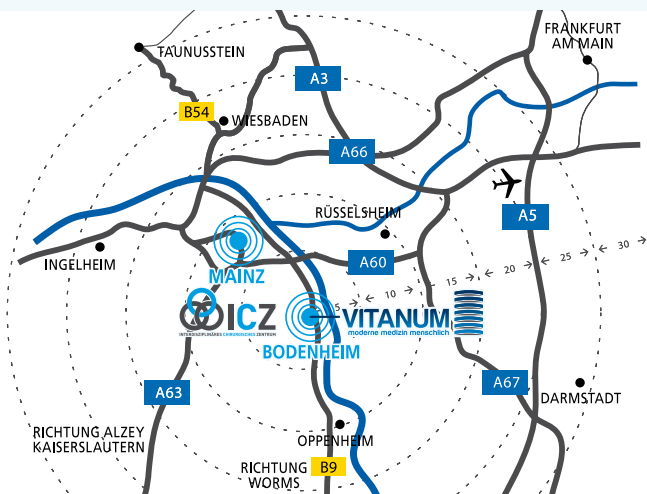 FRANKFURT
AM MAIN
TAUNUSSTEIN
A3
B54
WIESBADEN
A66
RÜSSELSHEIM
A5
INGELHEIM
MAINZ
A60
5 ← 10 ← 15 ← 20 ← 25 ← 30
ICZ
INTERDISZIPLINÄRES CHIRURGISCHES ZENTRUM
VITANUM
moderne medizin menschlich
BODENHEIM
A63
A67
DARMSTADT
RICHTUNG ALZEY
KAISERSLAUTERN
OPPENHEIM
RICHTUNG
WORMS
B9